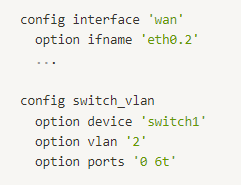 config interface 'wan'
  option ifname 'eth0.2'
  ...

config switch_vlan
  option device 'switch1'
  option vlan '2'
  option ports '0 6t'